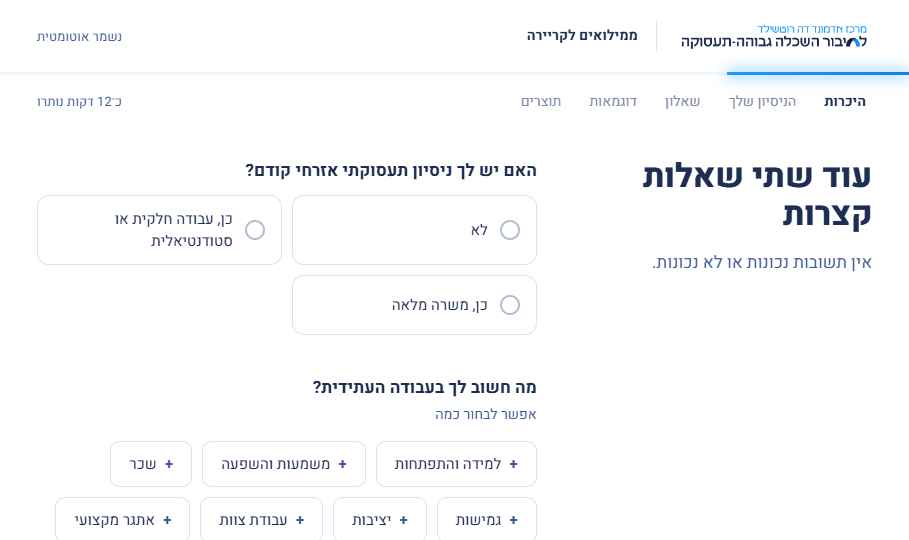 מרכז אדמונד דה רוטשילד
לחיבור השכלה גבוהה-תעסוקה
ממילואים לקריירה
נשמר אוטומטית
היכרות
הניסיון שלך
שאלון
דוגמאות
תוצרים
כ־12 דקות נותרו
עוד שתי שאלות
קצרות
אין תשובות נכונות או לא נכונות.
האם יש לך ניסיון תעסוקתי אזרחי קודם?
לא
כן, עבודה חלקית או
סטודנטיאלית
כן, משרה מלאה
מה חשוב לך בעבודה העתידית?
אפשר לבחור כמה
+ למידה והתפתחות
+ משמעות והשפעה
+ שכר
+ גמישות
+ יציבות
+ עבודת צוות
+ אתגר מקצועי